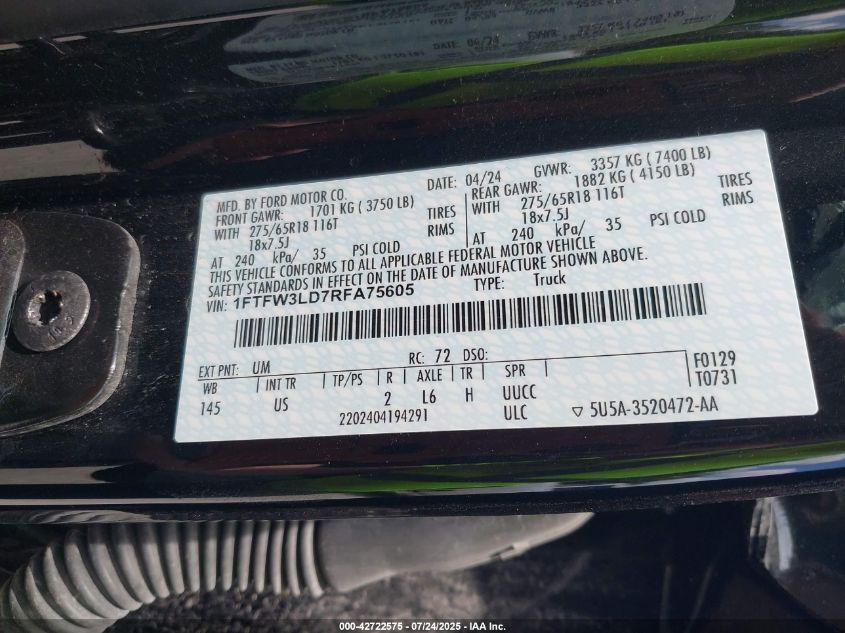 MFD. BY FORD MOTOR CO. DATE: 04/24 GVWR: 3357 KG ( 7400 LB)
FRONT GAWR: 1701 KG ( 3750 LB) REAR GAWR: 1882 KG ( 4150 LB)
WITH 275/65R18 116T TIRES WITH 275/65R18 116T TIRES
18x7.5J RIMS 18x7.5J RIMS
AT 240 kPa/ 35 PSI COLD AT 240 kPa/ 35 PSI COLD
THIS VEHICLE CONFORMS TO ALL APPLICABLE FEDERAL MOTOR VEHICLE
SAFETY STANDARDS IN EFFECT ON THE DATE OF MANUFACTURE SHOWN ABOVE.
VIN: 1FTFW3LD7RFA75605 TYPE: Truck
EXT PNT: UM RC: 72 DSO: F0129
WB INT TR TP/PS R AXLE TR SPR T0731
145 US 2 L6 H UUCC
2202404194291 ULC ▽ 5U5A-3520472-AA
000-42722575 - 07/24/2025 - IAA Inc.